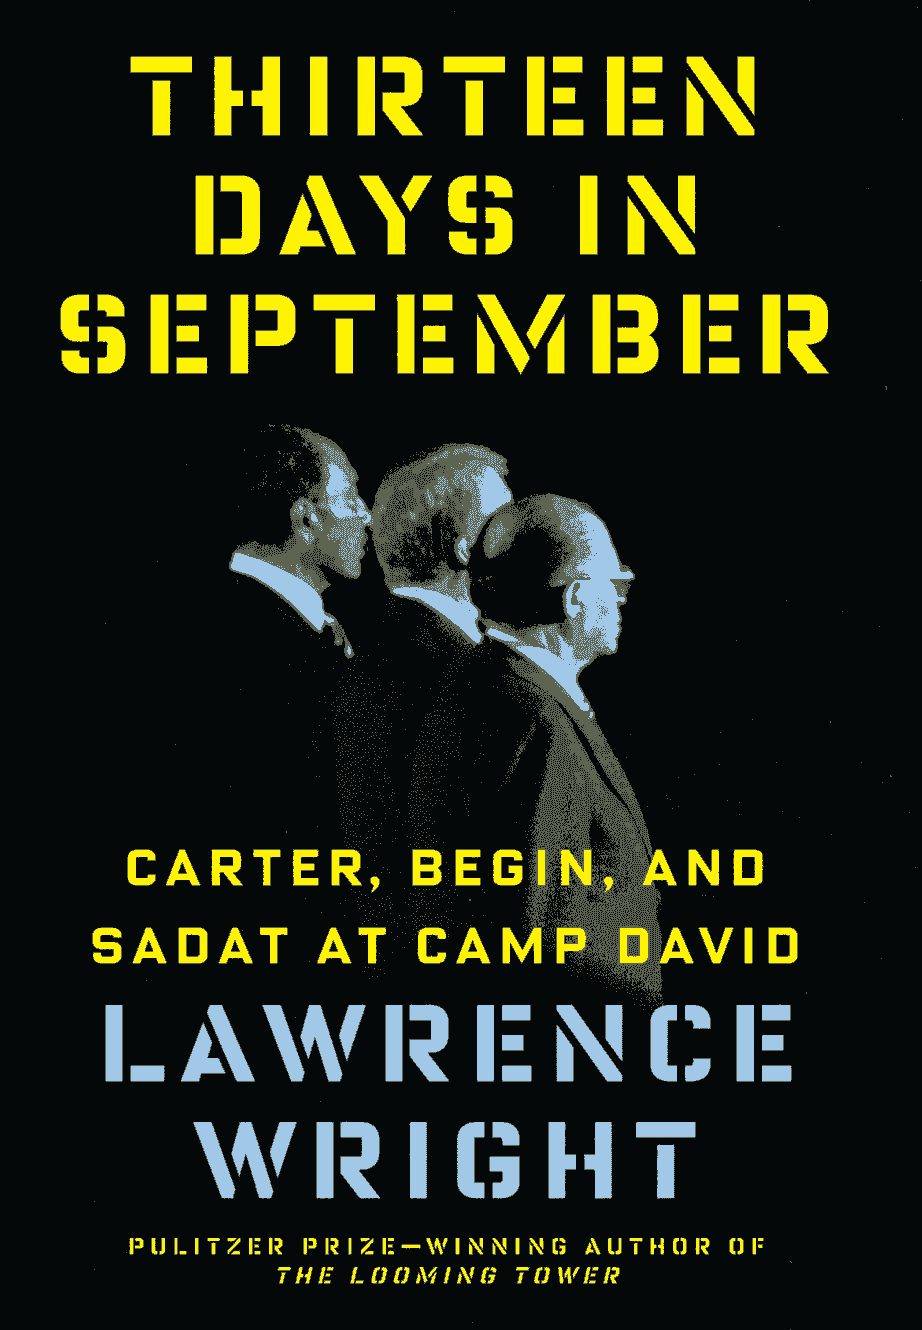 THIRTEEN
DAYS IN
SEPTEMBER
CARTER, BEGIN, AND
SADAT AT CAMP DAVID
LAWRENCE
WRIGHT
PULITZER PRIZE—WINNING AUTHOR OF
THE LOOMING TOWER